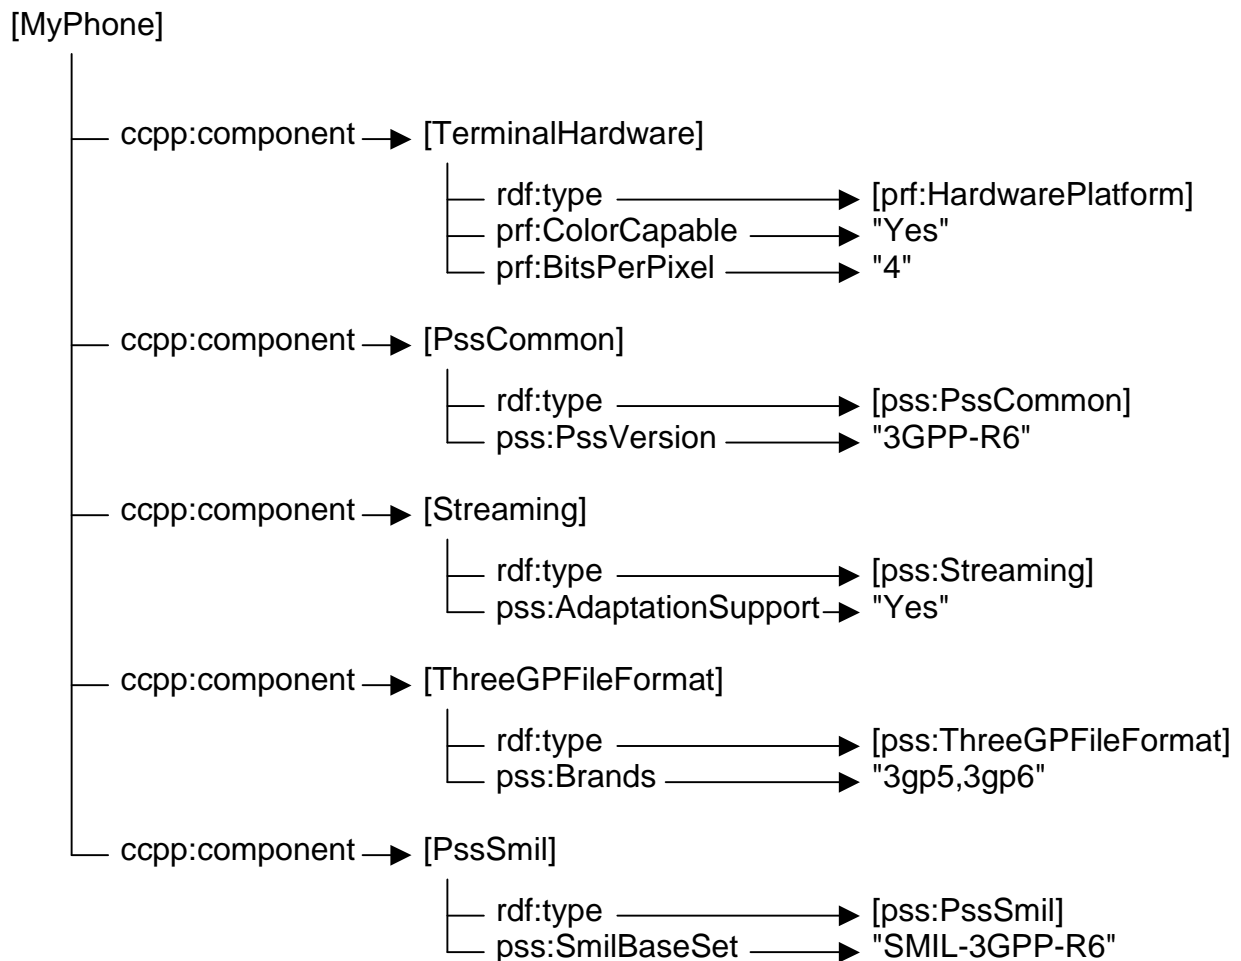 [MyPhone]
ccpp:component [TerminalHardware]
rdf:type [prf:HardwarePlatform]
prf:ColorCapable "Yes"
prf:BitsPerPixel "4"
ccpp:component [PssCommon]
rdf:type [pss:PssCommon]
pss:PssVersion "3GPP-R6"
ccpp:component [Streaming]
rdf:type [pss:Streaming]
pss:AdaptationSupport "Yes"
ccpp:component [ThreeGPFileFormat]
rdf:type [pss:ThreeGPFileFormat]
pss:Brands "3gp5,3gp6"
ccpp:component [PssSmil]
rdf:type [pss:PssSmil]
pss:SmilBaseSet "SMIL-3GPP-R6"